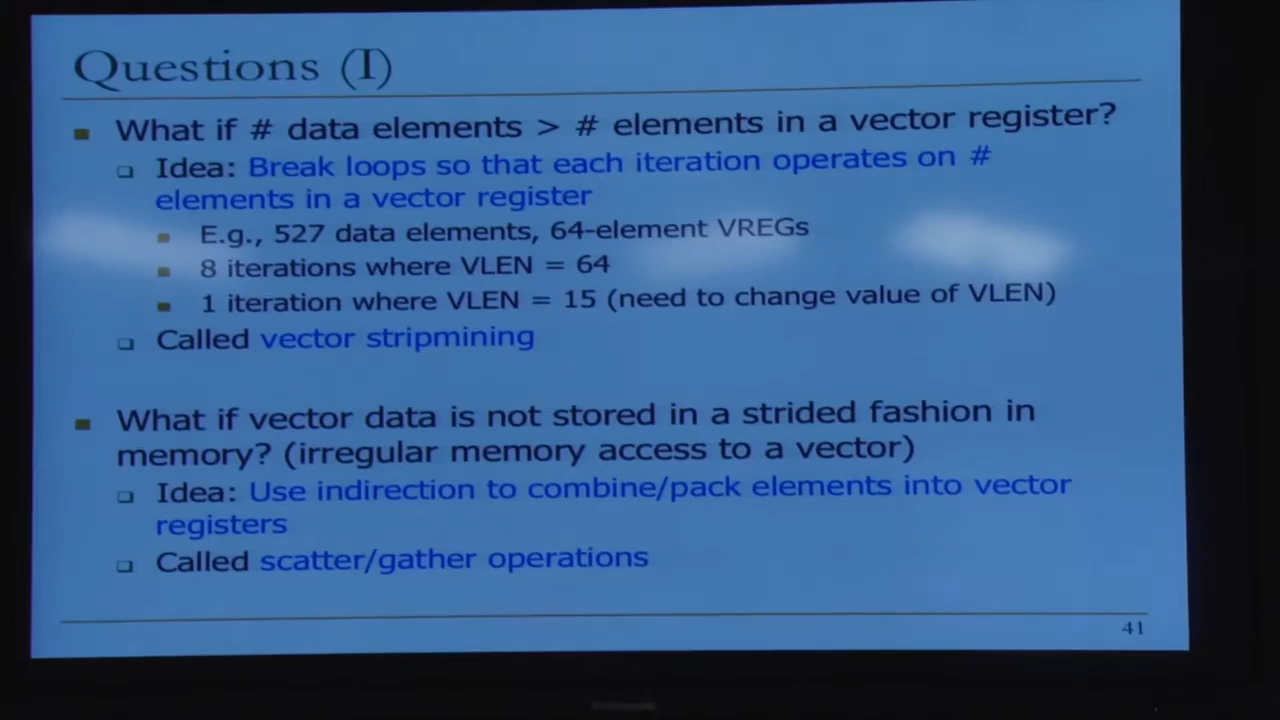 Questions (I)
What if # data elements > # elements in a vector register?
Idea: Break loops so that each iteration operates on #
elements in a vector register
E.g., 527 data elements, 64-element VREGs
8 iterations where VLEN = 64
1 iteration where VLEN = 15 (need to change value of VLEN)
Called vector stripmining
What if vector data is not stored in a strided fashion in
memory? (irregular memory access to a vector)
Idea: Use indirection to combine/pack elements into vector
registers
Called scatter/gather operations
41